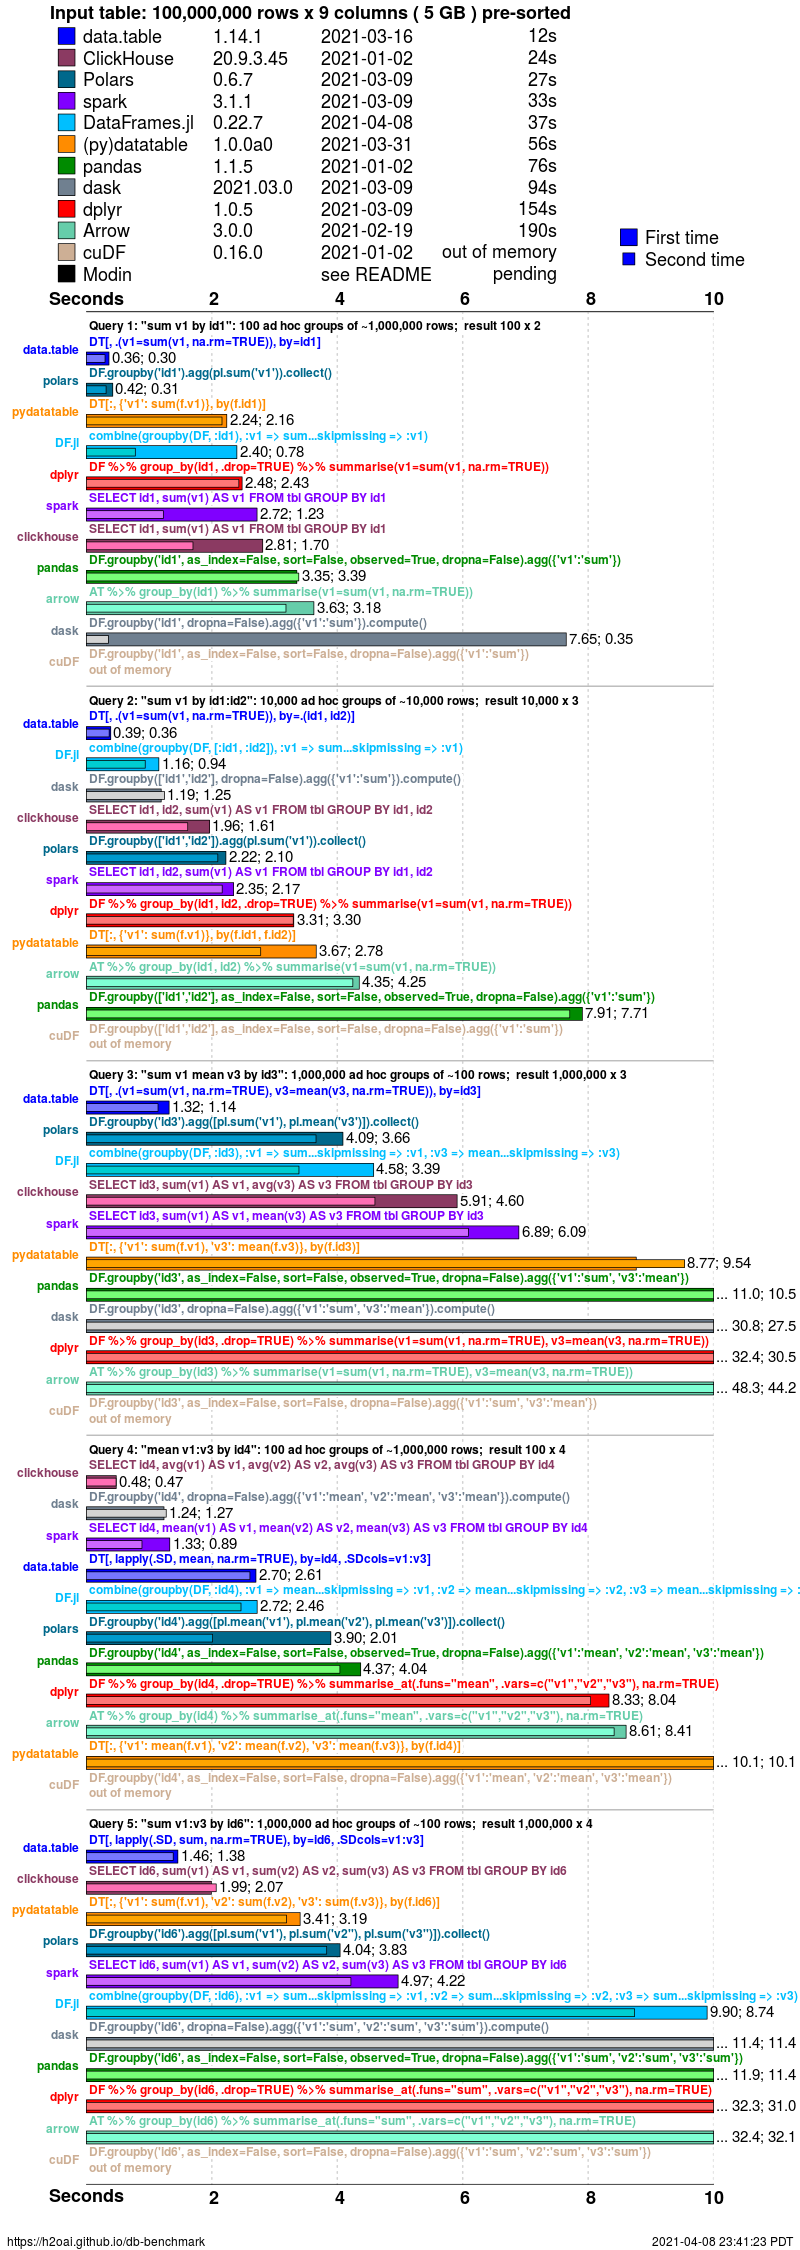 Input table: 100,000,000 rows x 9 columns ( 5 GB ) pre-sorted
data.table 1.14.1 2021-03-16 12s
ClickHouse 20.9.3.45 2021-01-02 24s
Polars 0.6.7 2021-03-09 27s
spark 3.1.1 2021-03-09 33s
DataFrames.jl 0.22.7 2021-04-08 37s
(py)datatable 1.0.0a0 2021-03-31 56s
pandas 1.1.5 2021-01-02 76s
dask 2021.03.0 2021-03-09 94s
dplyr 1.0.5 2021-03-09 154s
Arrow 3.0.0 2021-02-19 190s
cuDF 0.16.0 2021-01-02 out of memory
Modin see README pending
First time
Second time
Seconds 2 4 6 8 10
Query 1: "sum v1 by id1": 100 ad hoc groups of ~1,000,000 rows; result 100 x 2
DT[, .(v1=sum(v1, na.rm=TRUE)), by=id1]
data.table 0.36; 0.30
DF.groupby('id1').agg(pl.sum('v1')).collect()
polars 0.42; 0.31
DT[:, {'v1': sum(f.v1)}, by(f.id1)]
pydatatable 2.24; 2.16
combine(groupby(DF, :id1), :v1 => sum...skipmissing => :v1)
DF.jl 2.40; 0.78
DF %>% group_by(id1, .drop=TRUE) %>% summarise(v1=sum(v1, na.rm=TRUE))
dplyr 2.48; 2.43
SELECT id1, sum(v1) AS v1 FROM tbl GROUP BY id1
spark 2.72; 1.23
SELECT id1, sum(v1) AS v1 FROM tbl GROUP BY id1
clickhouse 2.81; 1.70
DF.groupby('id1', as_index=False, sort=False, observed=True, dropna=False).agg({'v1':'sum'})
pandas 3.35; 3.39
AT %>% group_by(id1) %>% summarise(v1=sum(v1, na.rm=TRUE))
arrow 3.63; 3.18
DF.groupby('id1', dropna=False).agg({'v1':'sum'}).compute()
dask 7.65; 0.35
DF.groupby('id1', as_index=False, sort=False, dropna=False).agg({'v1':'sum'})
cuDF out of memory
Query 2: "sum v1 by id1:id2": 10,000 ad hoc groups of ~10,000 rows; result 10,000 x 3
DT[, .(v1=sum(v1, na.rm=TRUE)), by=.(id1, id2)]
data.table 0.39; 0.36
combine(groupby(DF, [:id1, :id2]), :v1 => sum...skipmissing => :v1)
DF.jl 1.16; 0.94
DF.groupby(['id1','id2'], dropna=False).agg({'v1':'sum'}).compute()
dask 1.19; 1.25
SELECT id1, id2, sum(v1) AS v1 FROM tbl GROUP BY id1, id2
clickhouse 1.96; 1.61
DF.groupby(['id1','id2']).agg(pl.sum('v1')).collect()
polars 2.22; 2.10
SELECT id1, id2, sum(v1) AS v1 FROM tbl GROUP BY id1, id2
spark 2.35; 2.17
DF %>% group_by(id1, id2, .drop=TRUE) %>% summarise(v1=sum(v1, na.rm=TRUE))
dplyr 3.31; 3.30
DT[:, {'v1': sum(f.v1)}, by(f.id1, f.id2)]
pydatatable 3.67; 2.78
AT %>% group_by(id1, id2) %>% summarise(v1=sum(v1, na.rm=TRUE))
arrow 4.35; 4.25
DF.groupby(['id1','id2'], as_index=False, sort=False, observed=True, dropna=False).agg({'v1':'sum'})
pandas 7.91; 7.71
DF.groupby(['id1','id2'], as_index=False, sort=False, dropna=False).agg({'v1':'sum'})
cuDF out of memory
Query 3: "sum v1 mean v3 by id3": 1,000,000 ad hoc groups of ~100 rows; result 1,000,000 x 3
DT[, .(v1=sum(v1, na.rm=TRUE), v3=mean(v3, na.rm=TRUE)), by=id3]
data.table 1.32; 1.14
DF.groupby('id3').agg([pl.sum('v1'), pl.mean('v3')]).collect()
polars 4.09; 3.66
combine(groupby(DF, :id3), :v1 => sum...skipmissing => :v1, :v3 => mean...skipmissing => :v3)
DF.jl 4.58; 3.39
SELECT id3, sum(v1) AS v1, avg(v3) AS v3 FROM tbl GROUP BY id3
clickhouse 5.91; 4.60
SELECT id3, sum(v1) AS v1, mean(v3) AS v3 FROM tbl GROUP BY id3
spark 6.89; 6.09
DT[:, {'v1': sum(f.v1), 'v3': mean(f.v3)}, by(f.id3)]
pydatatable 8.77; 9.54
DF.groupby('id3', as_index=False, sort=False, observed=True, dropna=False).agg({'v1':'sum', 'v3':'mean'})
pandas ... 11.0; 10.5
DF.groupby('id3', dropna=False).agg({'v1':'sum', 'v3':'mean'}).compute()
dask ... 30.8; 27.5
DF %>% group_by(id3, .drop=TRUE) %>% summarise(v1=sum(v1, na.rm=TRUE), v3=mean(v3, na.rm=TRUE))
dplyr ... 32.4; 30.5
AT %>% group_by(id3) %>% summarise(v1=sum(v1, na.rm=TRUE), v3=mean(v3, na.rm=TRUE))
arrow ... 48.3; 44.2
DF.groupby('id3', as_index=False, sort=False, dropna=False).agg({'v1':'sum', 'v3':'mean'})
cuDF out of memory
Query 4: "mean v1:v3 by id4": 100 ad hoc groups of ~1,000,000 rows; result 100 x 4
SELECT id4, avg(v1) AS v1, avg(v2) AS v2, avg(v3) AS v3 FROM tbl GROUP BY id4
clickhouse 0.48; 0.47
DF.groupby('id4', dropna=False).agg({'v1':'mean', 'v2':'mean', 'v3':'mean'}).compute()
dask 1.24; 1.27
SELECT id4, mean(v1) AS v1, mean(v2) AS v2, mean(v3) AS v3 FROM tbl GROUP BY id4
spark 1.33; 0.89
DT[, lapply(.SD, mean, na.rm=TRUE), by=id4, .SDcols=v1:v3]
data.table 2.70; 2.61
combine(groupby(DF, :id4), :v1 => mean...skipmissing => :v1, :v2 => mean...skipmissing => :v2, :v3 => mean...skipmissing => :
DF.jl 2.72; 2.46
DF.groupby('id4').agg([pl.mean('v1'), pl.mean('v2'), pl.mean('v3')]).collect()
polars 3.90; 2.01
DF.groupby('id4', as_index=False, sort=False, observed=True, dropna=False).agg({'v1':'mean', 'v2':'mean', 'v3':'mean'})
pandas 4.37; 4.04
DF %>% group_by(id4, .drop=TRUE) %>% summarise_at(.funs="mean", .vars=c("v1","v2","v3"), na.rm=TRUE)
dplyr 8.33; 8.04
AT %>% group_by(id4) %>% summarise_at(.funs="mean", .vars=c("v1","v2","v3"), na.rm=TRUE)
arrow 8.61; 8.41
DT[:, {'v1': mean(f.v1), 'v2': mean(f.v2), 'v3': mean(f.v3)}, by(f.id4)]
pydatatable ... 10.1; 10.1
DF.groupby('id4', as_index=False, sort=False, dropna=False).agg({'v1':'mean', 'v2':'mean', 'v3':'mean'})
cuDF out of memory
Query 5: "sum v1:v3 by id6": 1,000,000 ad hoc groups of ~100 rows; result 1,000,000 x 4
DT[, lapply(.SD, sum, na.rm=TRUE), by=id6, .SDcols=v1:v3]
data.table 1.46; 1.38
SELECT id6, sum(v1) AS v1, sum(v2) AS v2, sum(v3) AS v3 FROM tbl GROUP BY id6
clickhouse 1.99; 2.07
DT[:, {'v1': sum(f.v1), 'v2': sum(f.v2), 'v3': sum(f.v3)}, by(f.id6)]
pydatatable 3.41; 3.19
DF.groupby('id6').agg([pl.sum('v1'), pl.sum('v2''), pl.sum('v3'')]).collect()
polars 4.04; 3.83
SELECT id6, sum(v1) AS v1, sum(v2) AS v2, sum(v3) AS v3 FROM tbl GROUP BY id6
spark 4.97; 4.22
combine(groupby(DF, :id6), :v1 => sum...skipmissing => :v1, :v2 => sum...skipmissing => :v2, :v3 => sum...skipmissing => :v3)
DF.jl 9.90; 8.74
DF.groupby('id6', dropna=False).agg({'v1':'sum', 'v2':'sum', 'v3':'sum'}).compute()
dask ... 11.4; 11.4
DF.groupby('id6', as_index=False, sort=False, observed=True, dropna=False).agg({'v1':'sum', 'v2':'sum', 'v3':'sum'})
pandas ... 11.9; 11.4
DF %>% group_by(id6, .drop=TRUE) %>% summarise_at(.funs="sum", .vars=c("v1","v2","v3"), na.rm=TRUE)
dplyr ... 32.3; 31.0
AT %>% group_by(id6) %>% summarise_at(.funs="sum", .vars=c("v1","v2","v3"), na.rm=TRUE)
arrow ... 32.4; 32.1
DF.groupby('id6', as_index=False, sort=False, dropna=False).agg({'v1':'sum', 'v2':'sum', 'v3':'sum'})
cuDF out of memory
Seconds 2 4 6 8 10
https://h2oai.github.io/db-benchmark 2021-04-08 23:41:23 PDT